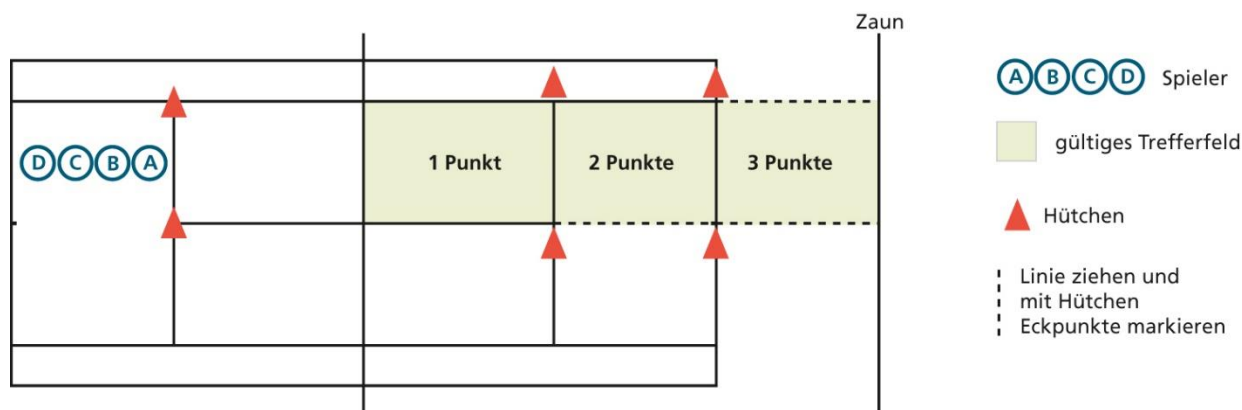 Zaun
D C B A
1 Punkt
2 Punkte
3 Punkte
A B C D Spieler
gültiges Trefferfeld
Hütchen
Linie ziehen und
mit Hütchen
Eckpunkte markieren